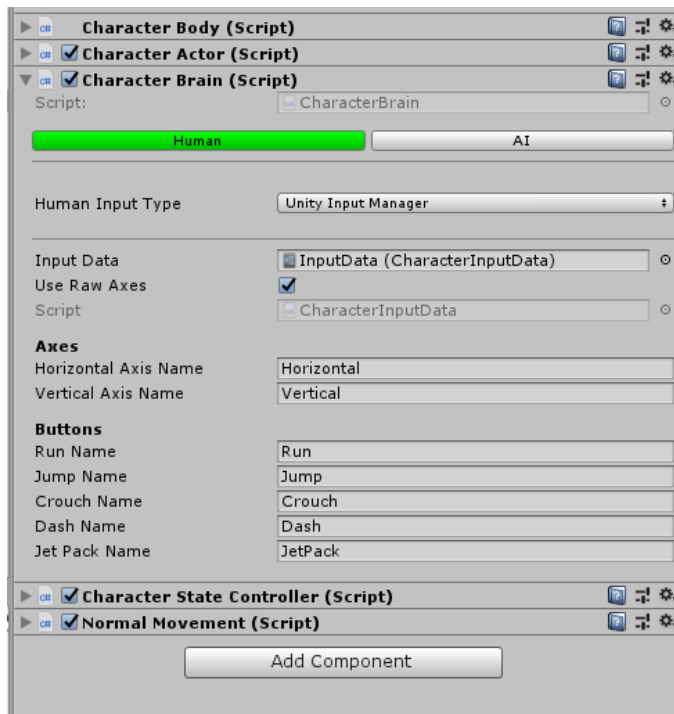 Character Body (Script)
Character Actor (Script)
Character Brain (Script)
Script: CharacterBrain
Human AI
Human Input Type Unity Input Manager
Input Data InputData (CharacterInputData)
Use Raw Axes
Script CharacterInputData
Axes
Horizontal Axis Name Horizontal
Vertical Axis Name Vertical
Buttons
Run Name Run
Jump Name Jump
Crouch Name Crouch
Dash Name Dash
Jet Pack Name JetPack
Character State Controller (Script)
Normal Movement (Script)
Add Component